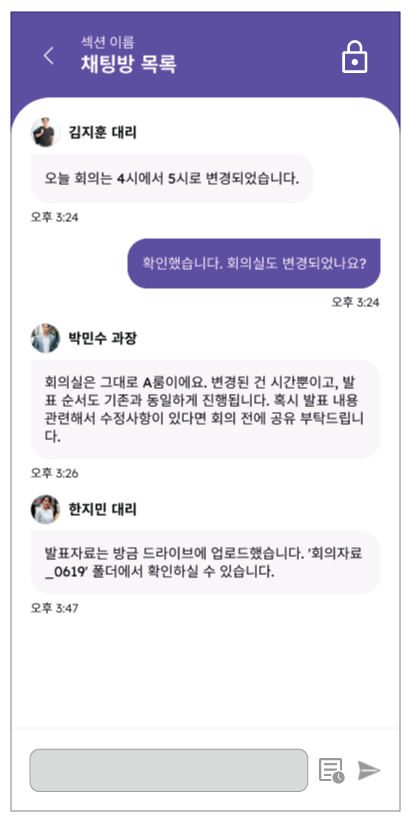 섹션 이름
채팅방 목록
김지훈 대리
오늘 회의는 4시에서 5시로 변경되었습니다.
오후 3:24
확인했습니다. 회의실도 변경되었나요?
오후 3:24
박민수 과장
회의실은 그대로 A룸이에요. 변경된 건 시간뿐이고, 발
표 순서도 기존과 동일하게 진행됩니다. 혹시 발표 내용
관련해서 수정사항이 있다면 회의 전에 공유 부탁드립니
다.
오후 3:26
한지민 대리
발표자료는 방금 드라이브에 업로드했습니다. '회의자료
_0619' 폴더에서 확인하실 수 있습니다.
오후 3:47